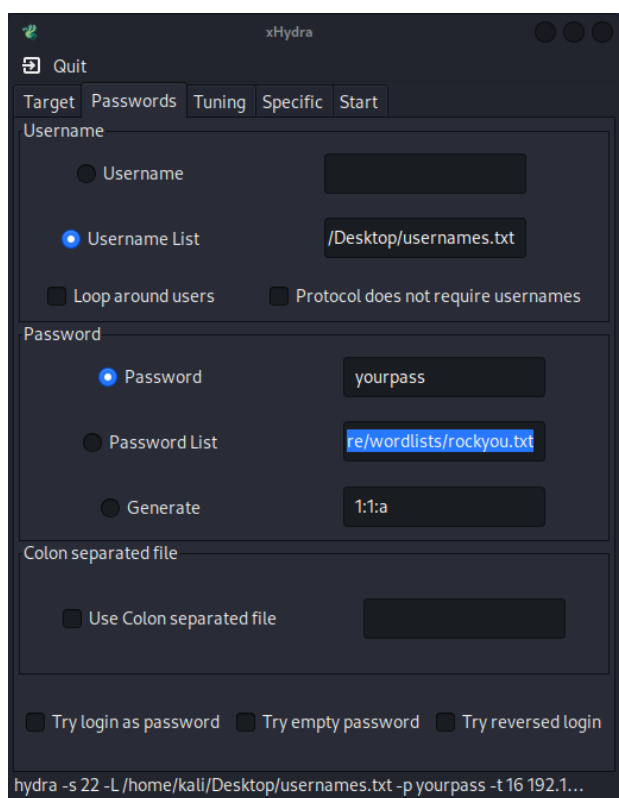 xHydra
Quit
Target Passwords Tuning Specific Start
Username
Username
Username List /Desktop/usernames.txt
Loop around users Protocol does not require usernames
Password
Password yourpass
Password List re/wordlists/rockyou.txt
Generate 1:1:a
Colon separated file
Use Colon separated file
Try login as password Try empty password Try reversed login
hydra -s 22 -L /home/kali/Desktop/usernames.txt -p yourpass -t 16 192.1...